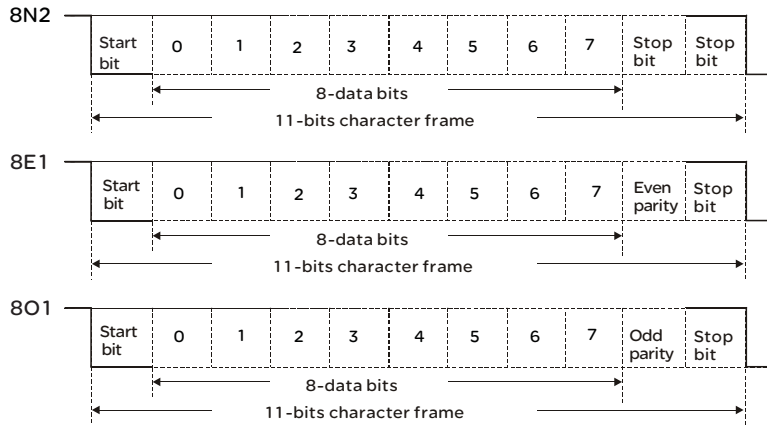 8N2
Start bit 0 1 2 3 4 5 6 7 Stop bit Stop bit
8-data bits
11-bits character frame
8E1
Start bit 0 1 2 3 4 5 6 7 Even parity Stop bit
8-data bits
11-bits character frame
8O1
Start bit 0 1 2 3 4 5 6 7 Odd parity Stop bit
8-data bits
11-bits character frame